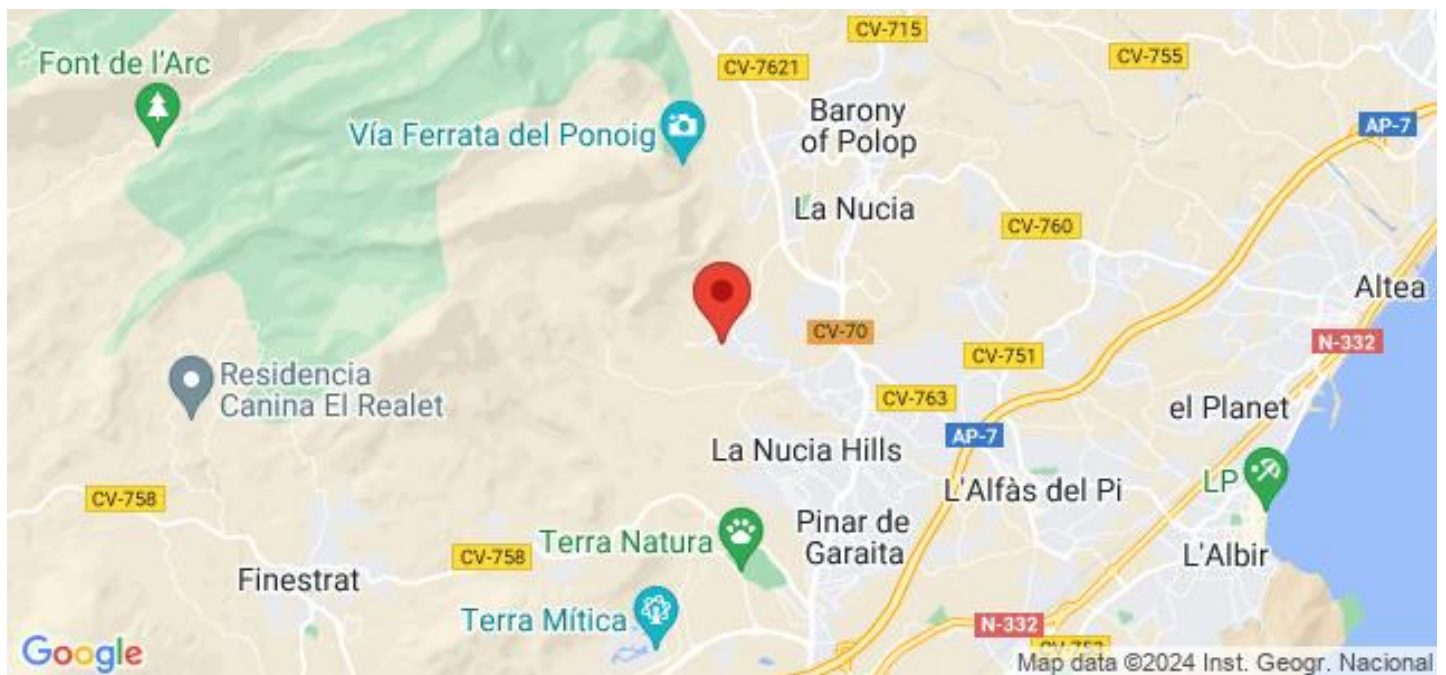 CV-715
CV-755
CV-7621
Font de l'Arc
Barony
of Polop
AP-7
Vía Ferrata del Ponoig
La Nucia
CV-760
Altea
CV-70
N-332
CV-751
Residencia
Canina El Realet
CV-763
el Planet
AP-7
La Nucia Hills
LP
L'Alfàs del Pi
CV-758
Pinar de
Garaita
Terra Natura
L'Albir
CV-758
Finestrat
Terra Mítica
N-332
CV-753
Google
Map data ©2024 Inst. Geogr. Nacional